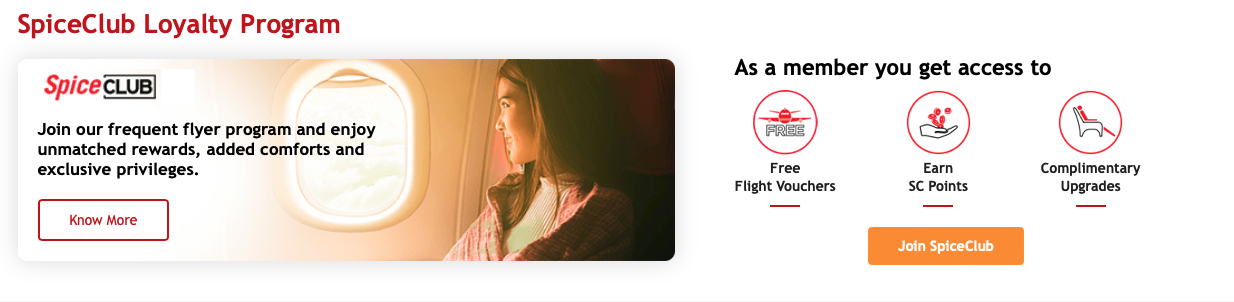 SpiceClub Loyalty Program
SpiceCLUB
Join our frequent flyer program and enjoy
unmatched rewards, added comforts and
exclusive privileges.
Know More
As a member you get access to
FREE
Free
Flight Vouchers
Earn
SC Points
Complimentary
Upgrades
Join SpiceClub